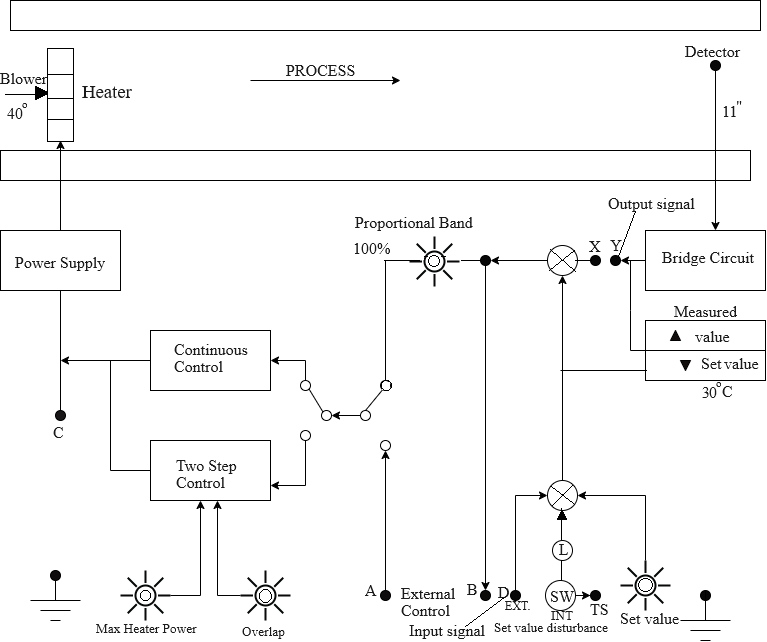 Detector
PROCESS
Blower
Heater
40°
11"
Output signal
Proportional Band
100%
X
Y
Power Supply
Bridge Circuit
Measured
▲ value
▼ Set value
30°C
Continuous
Control
C
Two Step
Control
L
A
External
Control
B
D
EXT.
SW
INT
TS
Set value
Max Heater Power
Overlap
Input signal
Set value disturbance